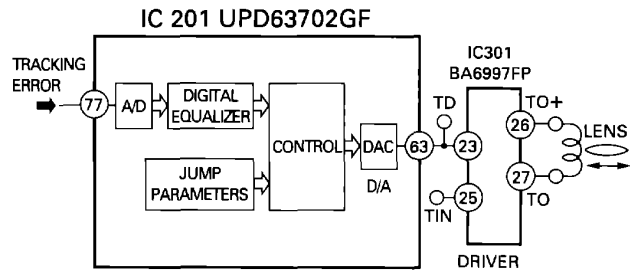 IC 201 UPD63702GF
TRACKING
ERROR
77
A/D
DIGITAL
EQUALIZER
JUMP
PARAMETERS
CONTROL
DAC
D/A
63
TD
TIN
IC301
BA6997FP
23
25
26
27
TO+
TO
LENS
DRIVER